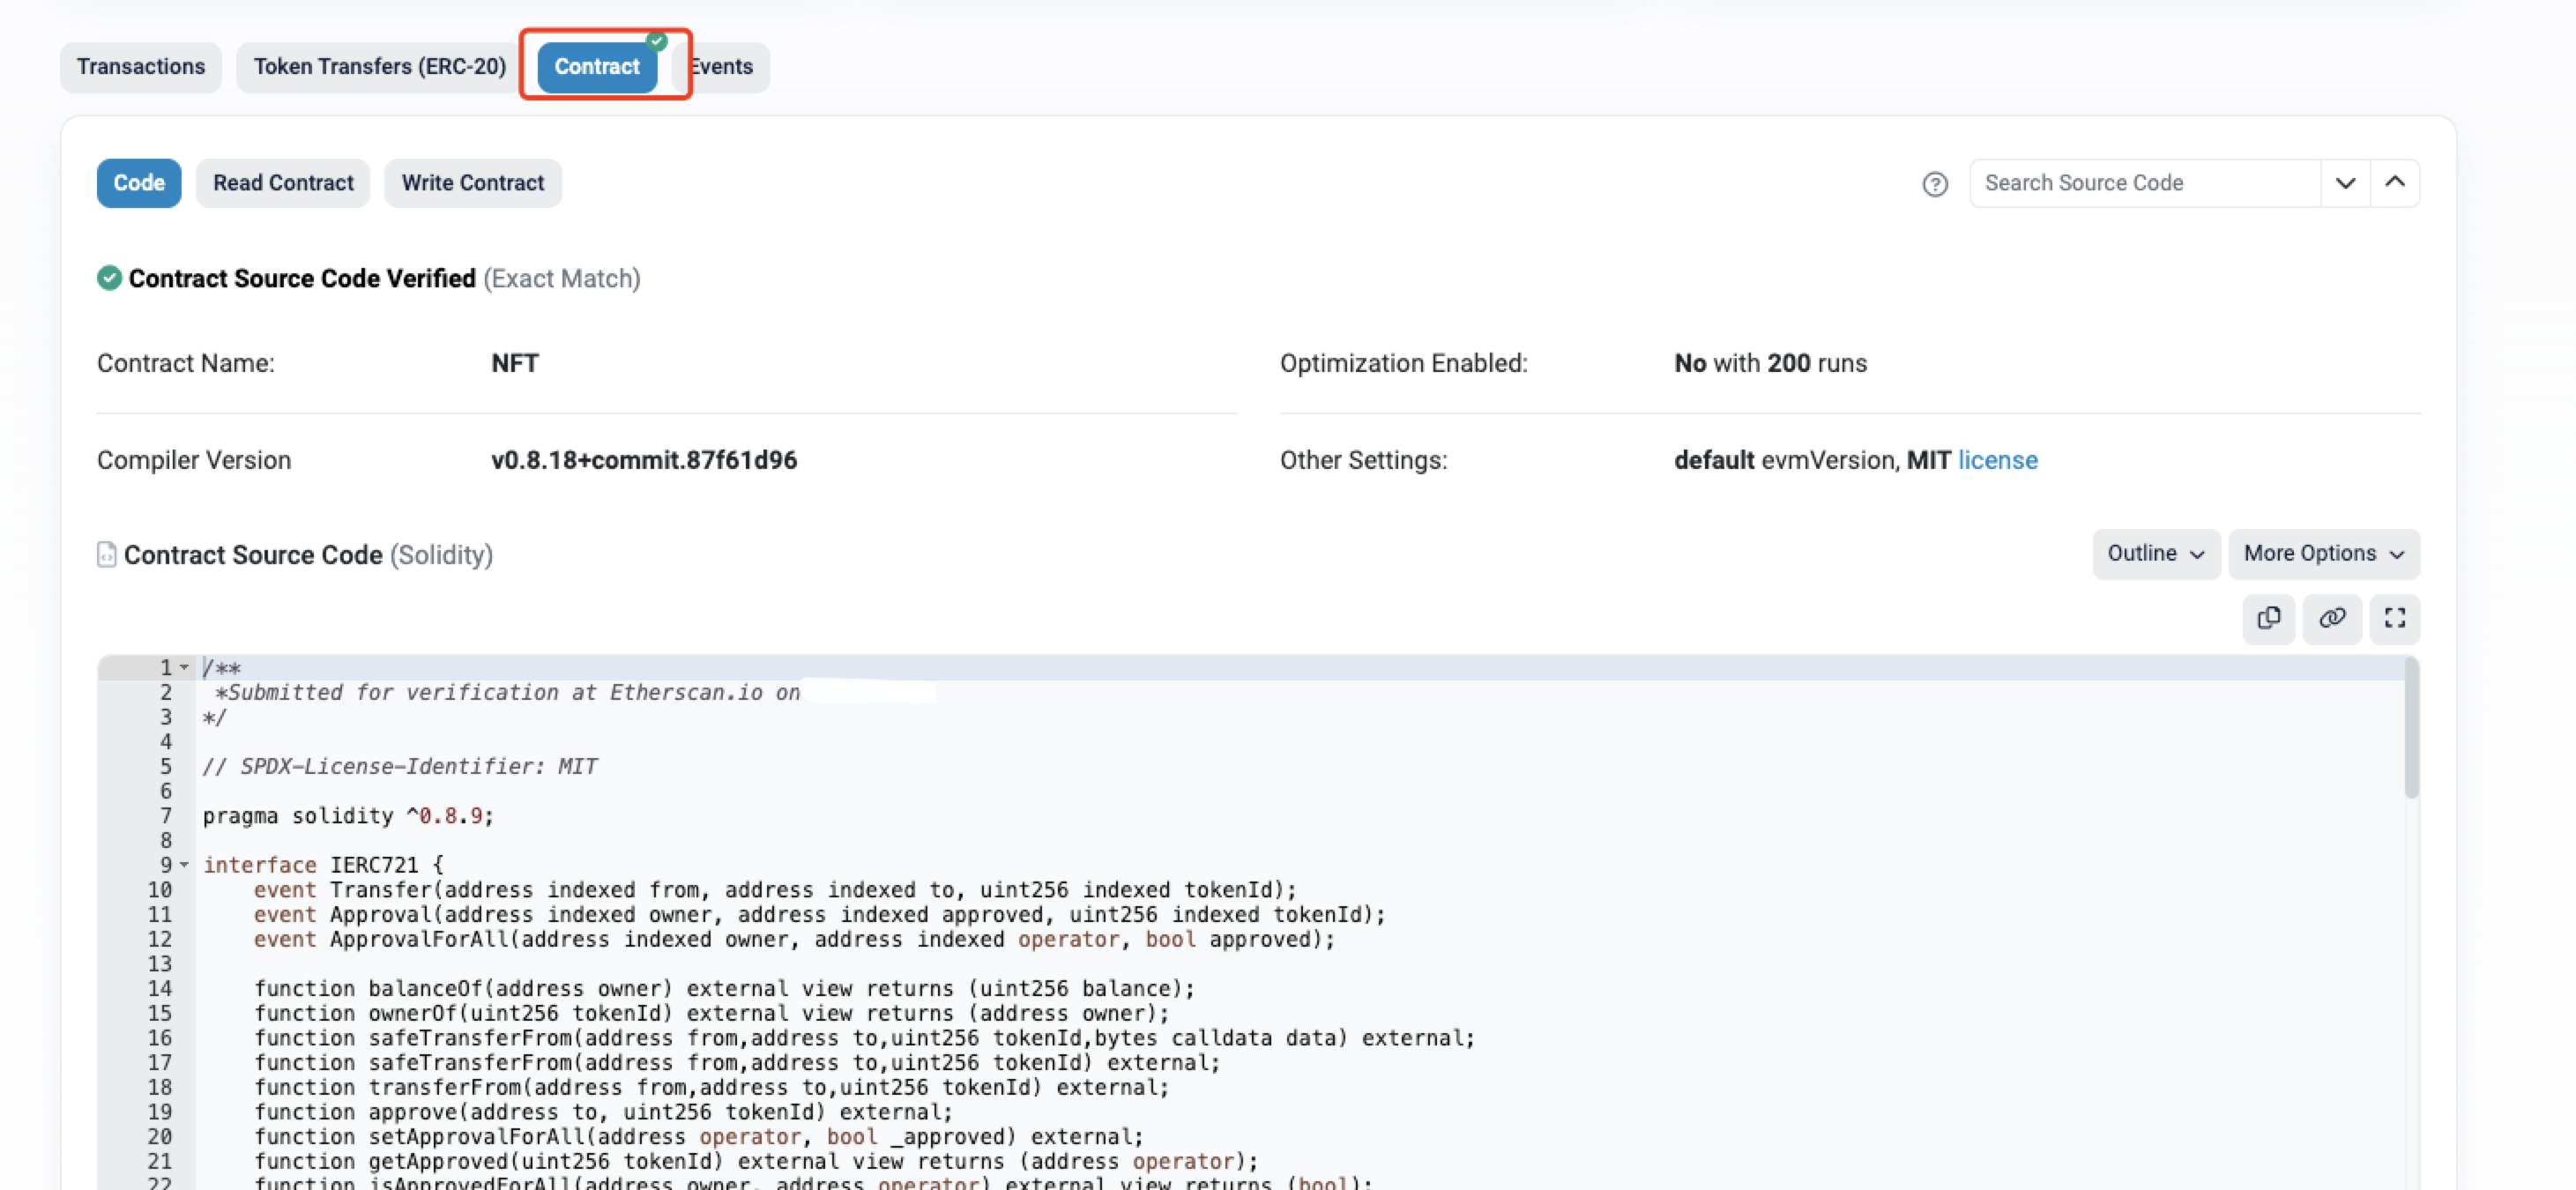 Transactions Token Transfers (ERC-20) Contract Events
Code Read Contract Write Contract Search Source Code
Contract Source Code Verified (Exact Match)
Contract Name: NFT Optimization Enabled: No with 200 runs
Compiler Version v0.8.18+commit.87f61d96 Other Settings: default evmVersion, MIT license
Contract Source Code (Solidity) Outline More Options
1 /**
2 *Submitted for verification at Etherscan.io on
3 */
4
5 // SPDX-License-Identifier: MIT
6
7 pragma solidity ^0.8.9;
8
9 interface IERC721 {
10 event Transfer(address indexed from, address indexed to, uint256 indexed tokenId);
11 event Approval(address indexed owner, address indexed approved, uint256 indexed tokenId);
12 event ApprovalForAll(address indexed owner, address indexed operator, bool approved);
13
14 function balanceOf(address owner) external view returns (uint256 balance);
15 function ownerOf(uint256 tokenId) external view returns (address owner);
16 function safeTransferFrom(address from,address to,uint256 tokenId,bytes calldata data) external;
17 function safeTransferFrom(address from,address to,uint256 tokenId) external;
18 function transferFrom(address from,address to,uint256 tokenId) external;
19 function approve(address to, uint256 tokenId) external;
20 function setApprovalForAll(address operator, bool _approved) external;
21 function getApproved(uint256 tokenId) external view returns (address operator);
22 function isApprovedForAll(address owner, address operator) external view returns (bool);